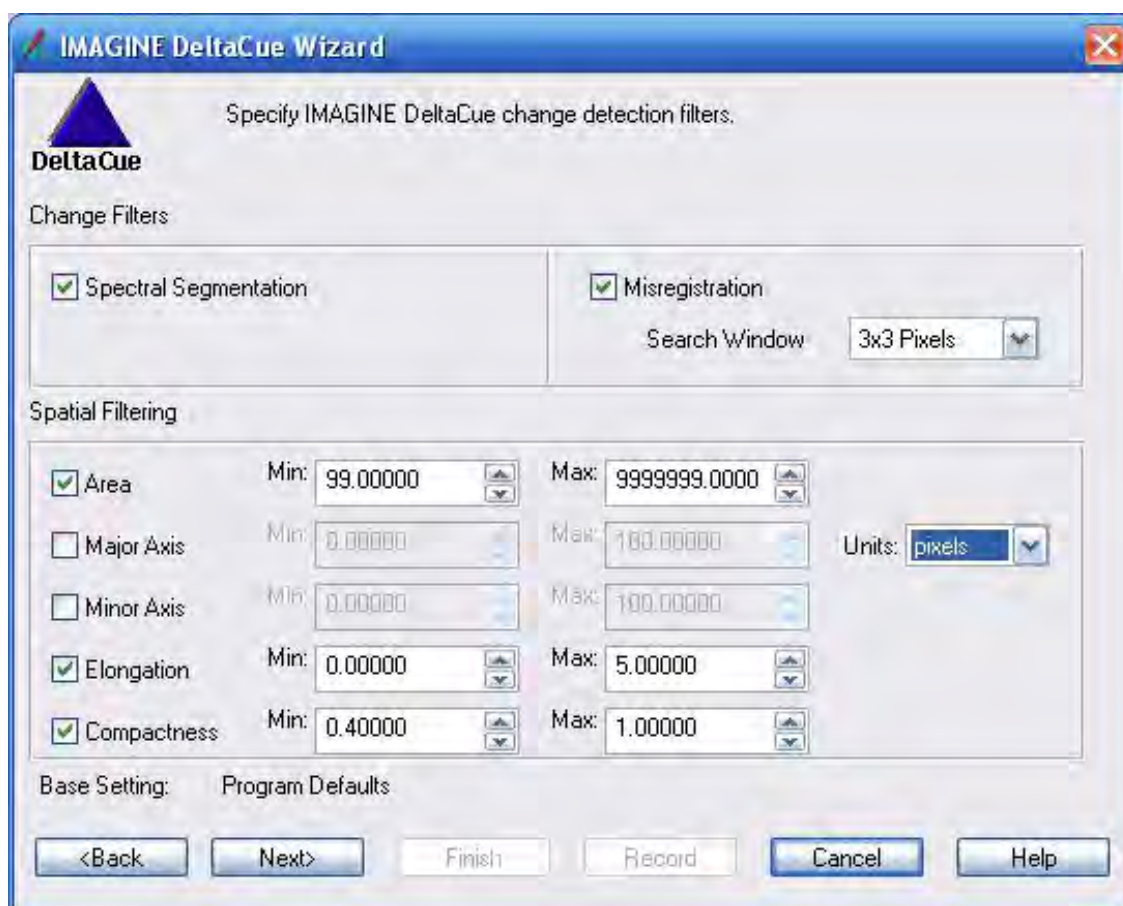 IMAGINE DeltaCue Wizard
Specify IMAGINE DeltaCue change detection filters.
DeltaCue
Change Filters
Spectral Segmentation
Misregistration
Search Window 3x3 Pixels
Spatial Filtering
Area Min: 99.00000 Max: 9999999.0000
Major Axis Min: 0.00000 Max: 100.00000 Units: pixels
Minor Axis Min: 0.00000 Max: 100.00000
Elongation Min: 0.00000 Max: 5.00000
Compactness Min: 0.40000 Max: 1.00000
Base Setting: Program Defaults
<Back Next> Finish Record Cancel Help